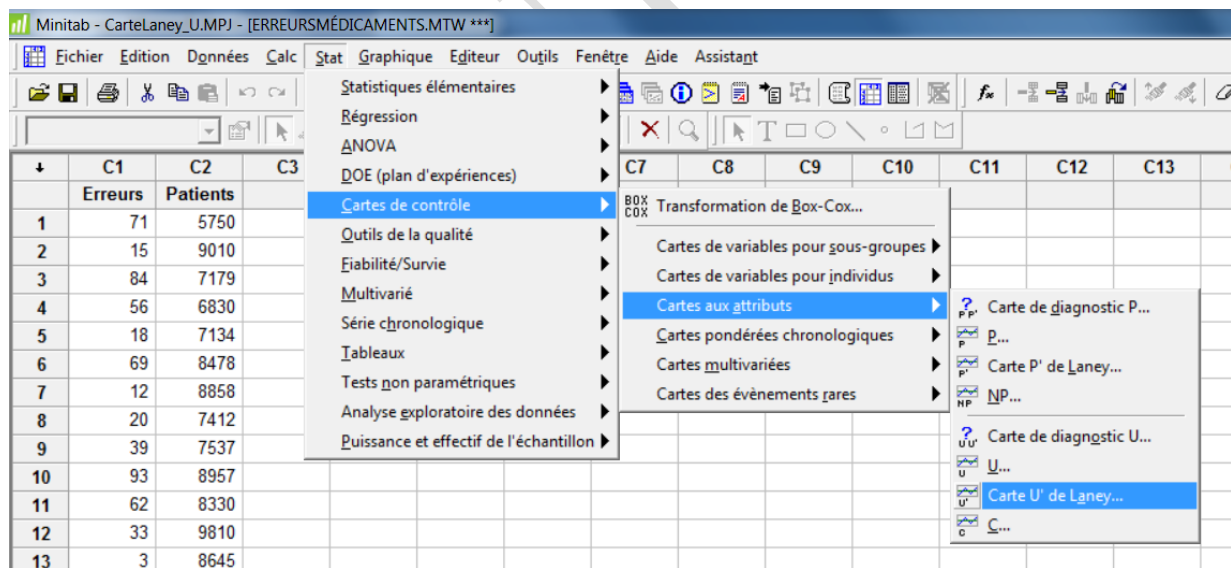 Minitab - CarteLaney_U.MPJ - [ERREURSMÉDICAMENTS.MTW ***]
Fichier Edition Données Calc Stat Graphique Editeur Outils Fenêtre Aide Assistant
C1 C2 C3 C7 C8 C9 C10 C11 C12 C13
Erreurs Patients
1 71 5750
2 15 9010
3 84 7179
4 56 6830
5 18 7134
6 69 8478
7 12 8858
8 20 7412
9 39 7537
10 93 8957
11 62 8330
12 33 9810
13 3 8645
Statistiques élémentaires
Régression
ANOVA
DOE (plan d'expériences)
Cartes de contrôle
Outils de la qualité
Fiabilité/Survie
Multivarié
Série chronologique
Tableaux
Tests non paramétriques
Analyse exploratoire des données
Puissance et effectif de l'échantillon
BOX COX Transformation de Box-Cox...
Cartes de variables pour sous-groupes
Cartes de variables pour individus
Cartes aux attributs
Cartes pondérées chronologiques
Cartes multivariées
Cartes des évènements rares
Carte de diagnostic P...
P P...
P' Carte P' de Laney...
NP NP...
Carte de diagnostic U...
U U...
U' Carte U' de Laney...
C C...